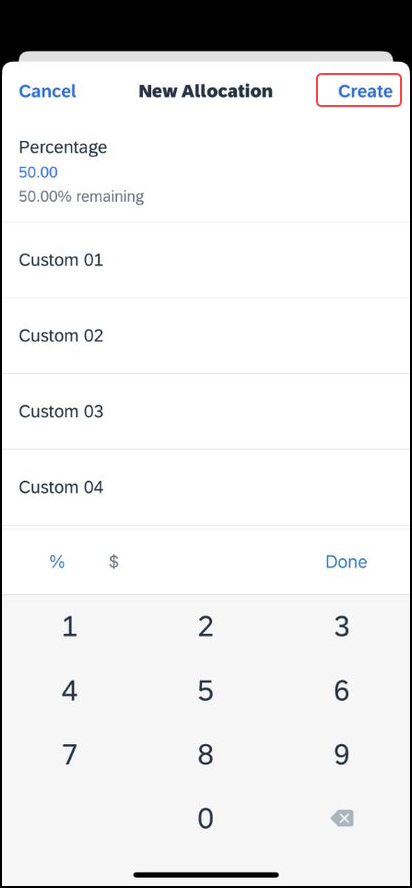 Cancel New Allocation Create
Percentage
50.00
50.00% remaining
Custom 01
Custom 02
Custom 03
Custom 04
% $ Done
1 2 3
4 5 6
7 8 9
0